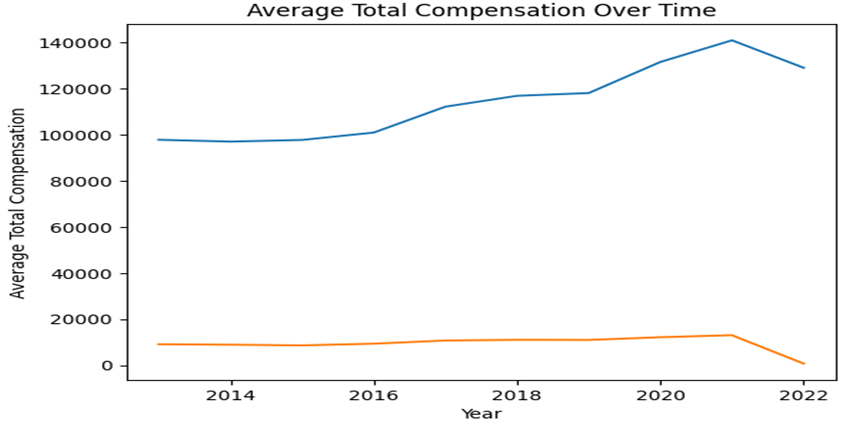 Average Total Compensation Over Time
Average Total Compensation
140000
120000
100000
80000
60000
40000
20000
0
2014 2016 2018 2020 2022
Year